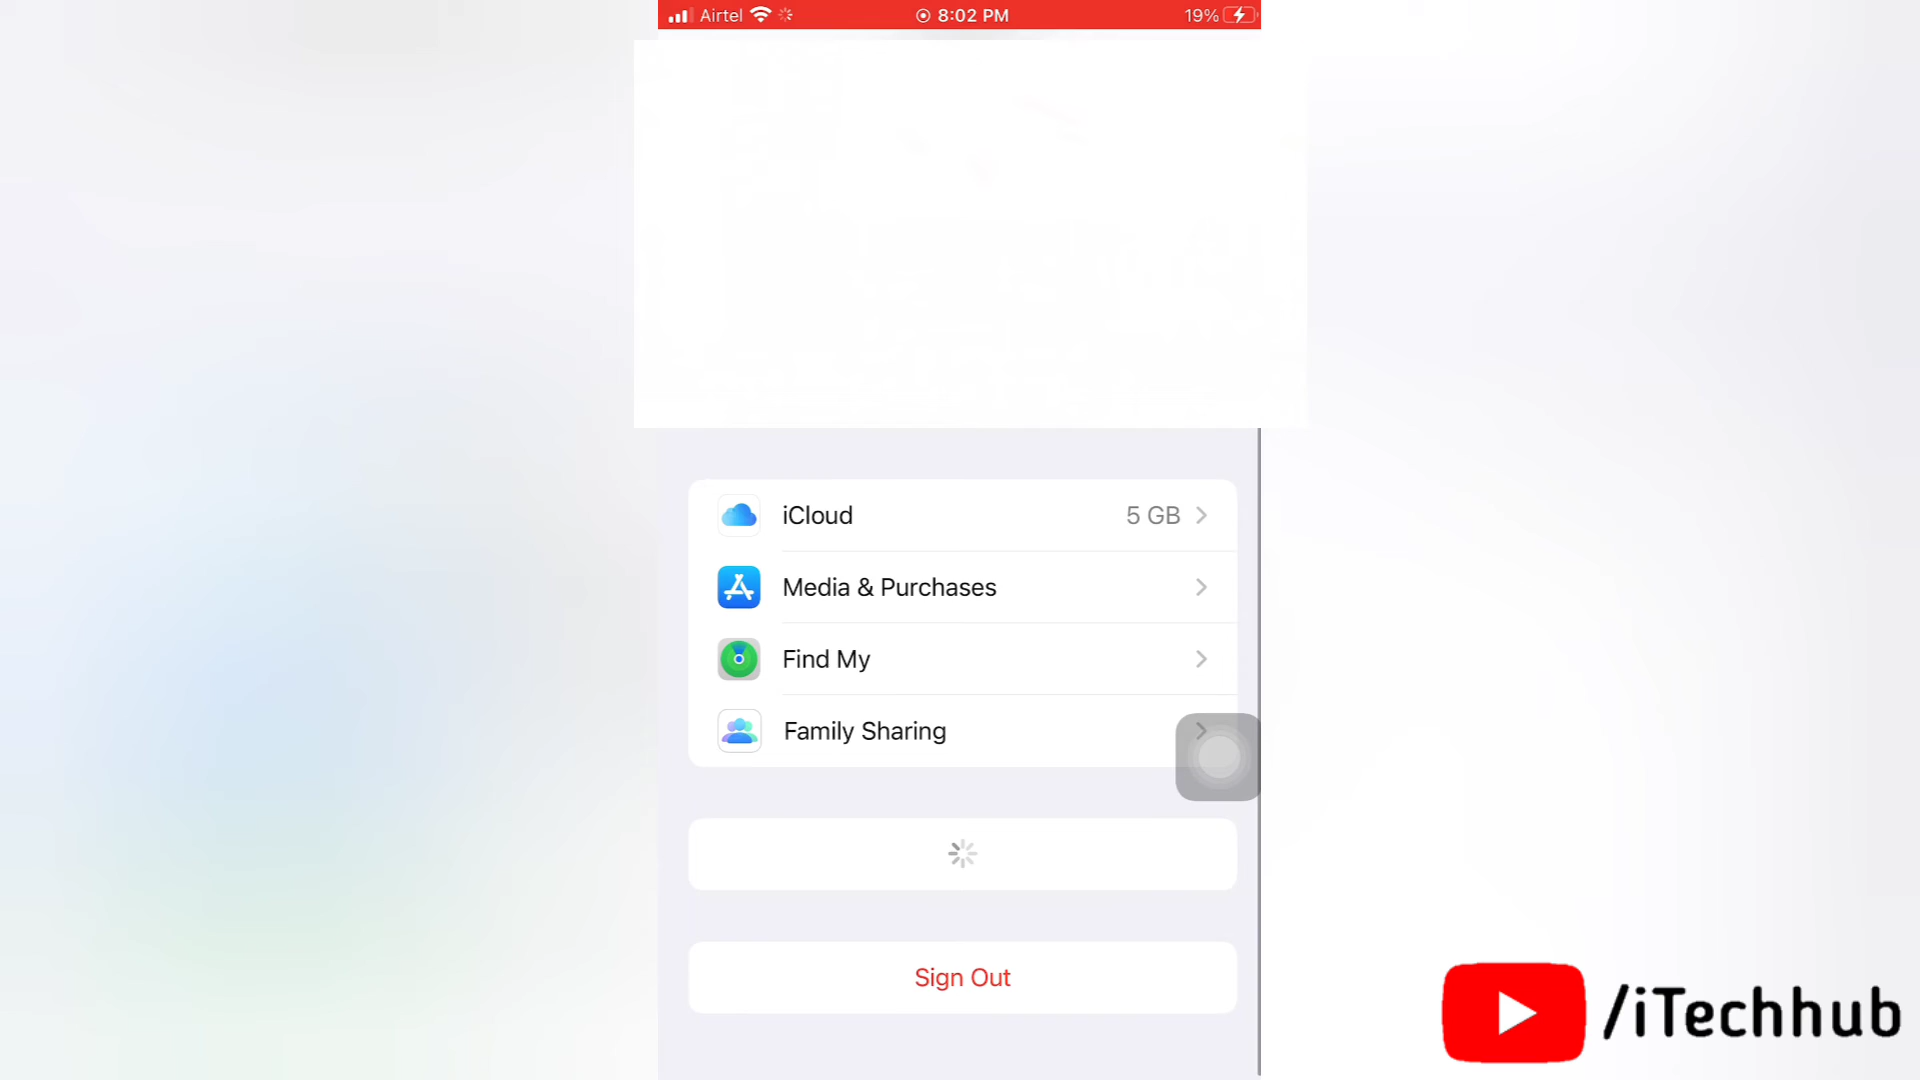 Airtel 8:02 PM 19%
iCloud 5 GB
Media & Purchases
Find My
Family Sharing
Sign Out
/iTechhub